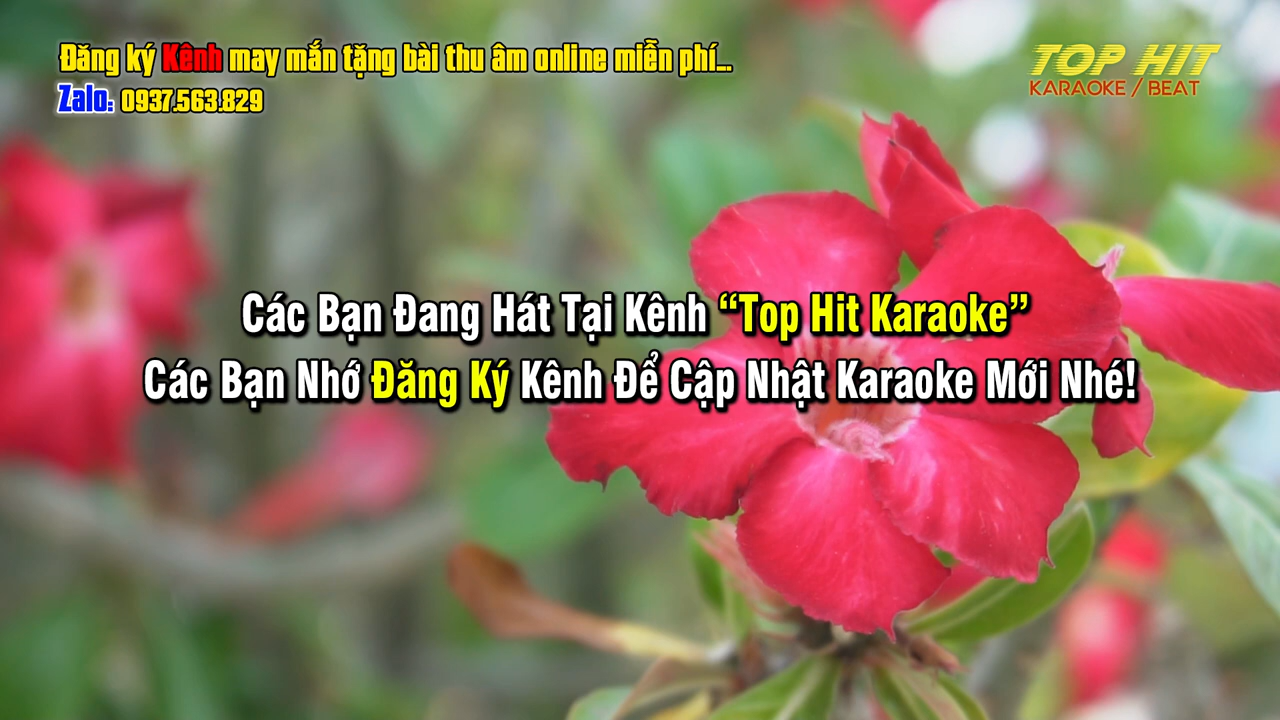 Đăng ký Kênh may mắn tặng bài thu âm online miễn phí...
Zalo: 0937.563.829
TOP HIT
KARAOKE / BEAT
Các Bạn Đang Hát Tại Kênh “Top Hit Karaoke”
Các Bạn Nhớ Đăng Ký Kênh Để Cập Nhật Karaoke Mới Nhé!